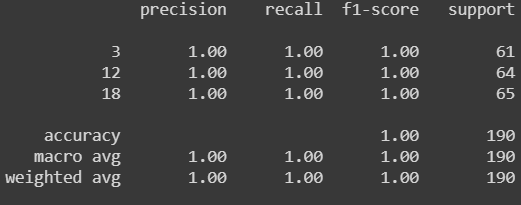 precision recall f1-score support
3 1.00 1.00 1.00 61
12 1.00 1.00 1.00 64
18 1.00 1.00 1.00 65
accuracy 1.00 190
macro avg 1.00 1.00 1.00 190
weighted avg 1.00 1.00 1.00 190